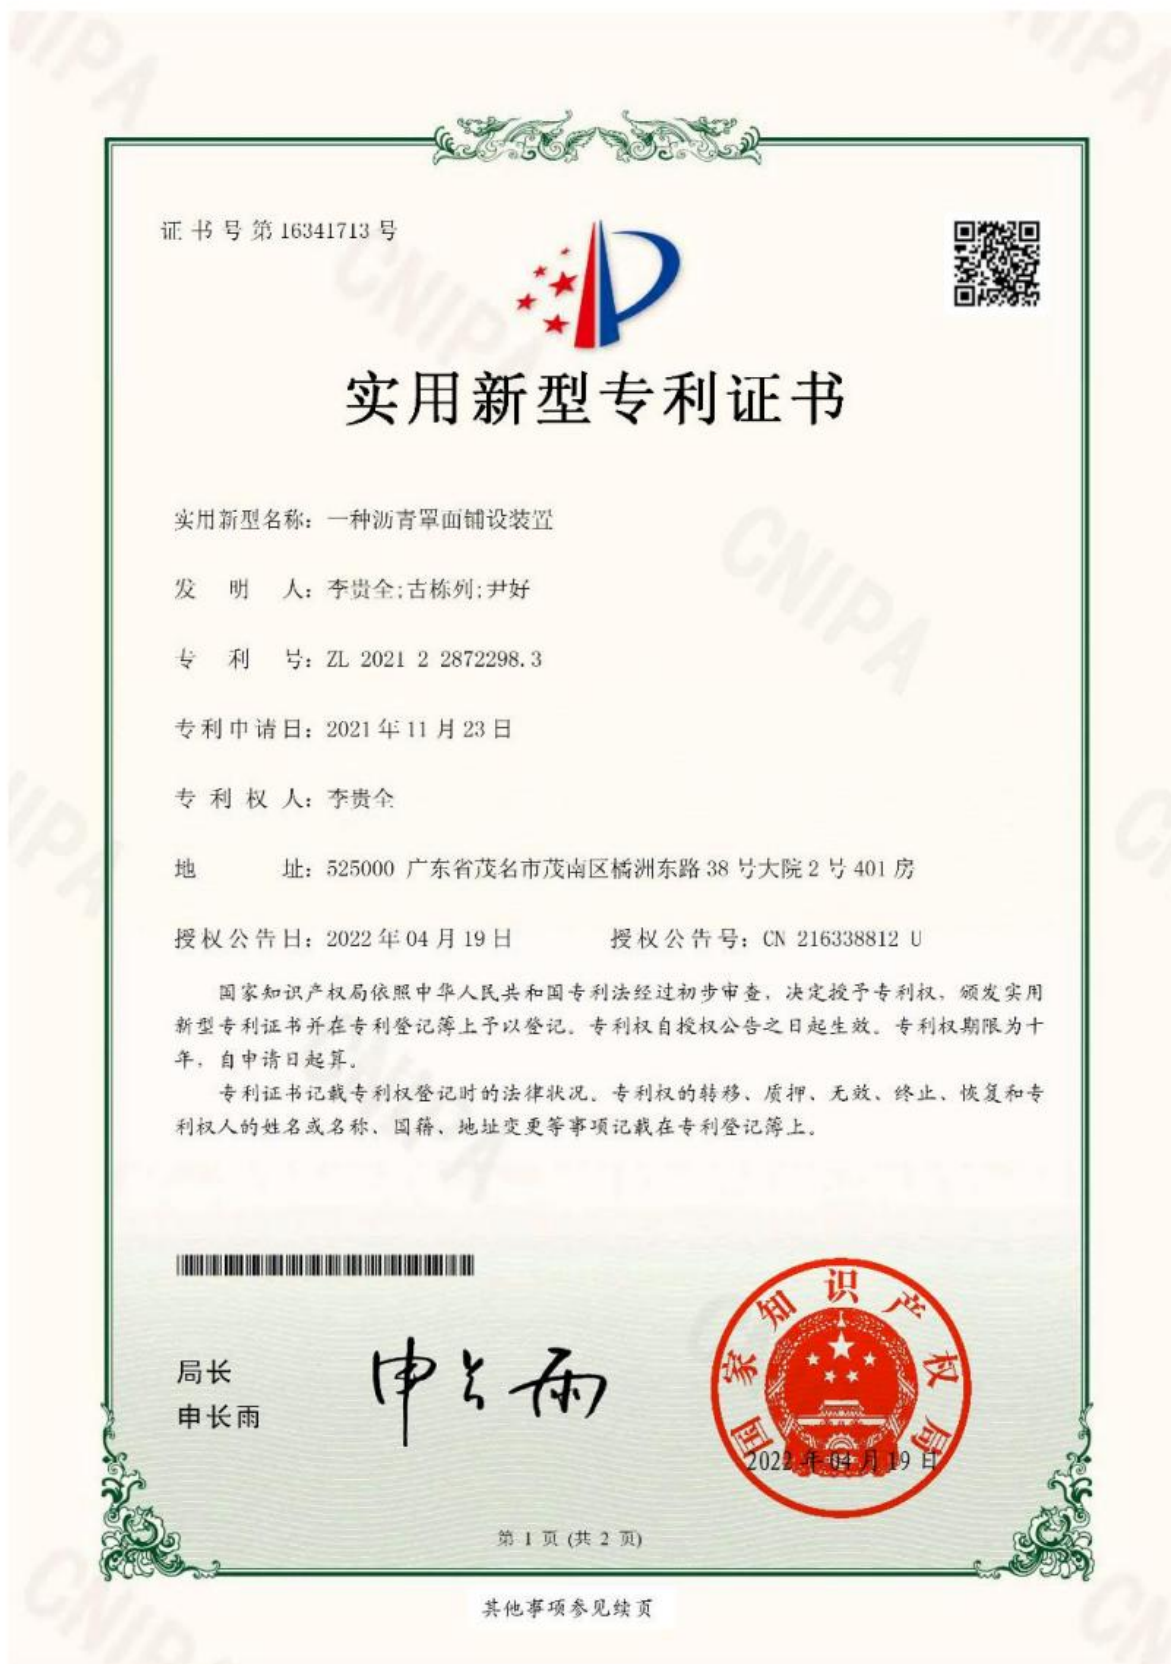 证书号第16341713号
实用新型专利证书
实用新型名称：一种沥青罩面铺设装置
发明人：李贵全;古栋列;尹好
专利号：ZL 2021 2 2872298.3
专利申请日：2021年11月23日
专利权人：李贵全
地址：525000 广东省茂名市茂南区橘洲东路38号大院2号401房
授权公告日：2022年04月19日 授权公告号：CN 216338812 U
国家知识产权局依照中华人民共和国专利法经过初步审查，决定授予专利权，颁发实用
新型专利证书并在专利登记簿上予以登记。专利权自授权公告之日起生效。专利权期限为十
年，自申请日起算。
专利证书记载专利权登记时的法律状况。专利权的转移、质押、无效、终止、恢复和专
利权人的姓名或名称、国籍、地址变更等事项记载在专利登记簿上。
局长
申长雨
申长雨
国家知识产权局
2022年04月19日
第 1 页 (共 2 页)
其他事项参见续页
CNIPA